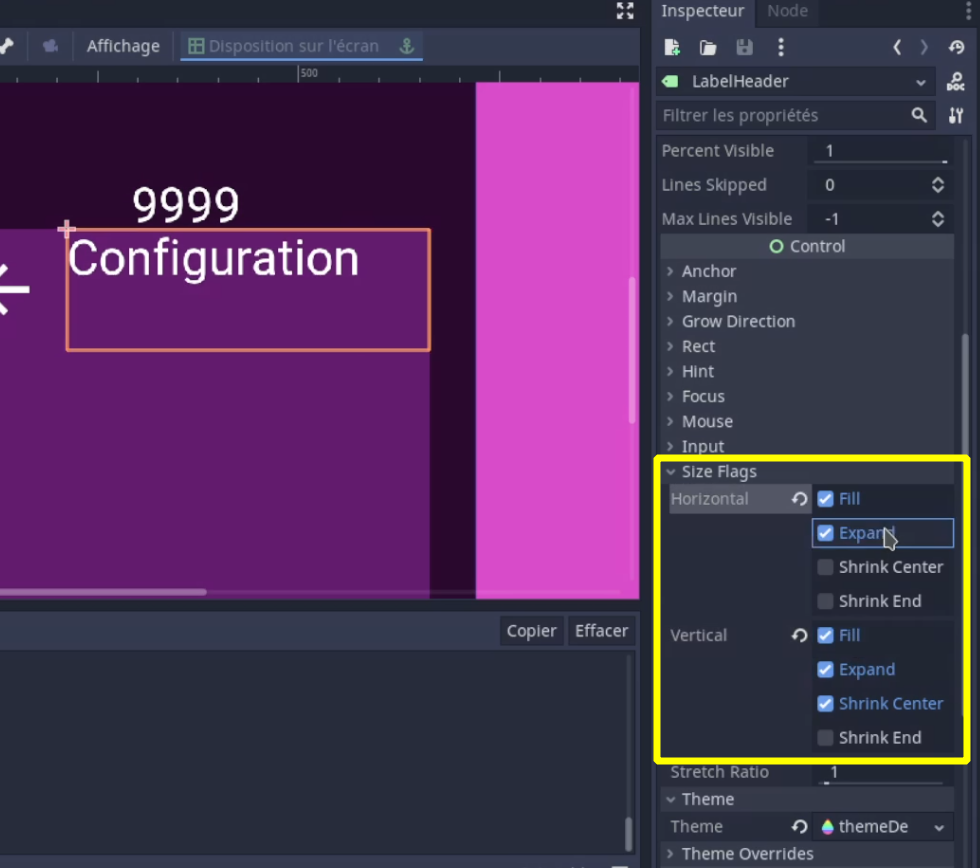 Inspecteur Node
Affichage Disposition sur l'écran
500
LabelHeader
Filtrer les propriétés
DOC
Percent Visible 1
Lines Skipped 0
Max Lines Visible -1
9999
Configuration
Control
Anchor
Margin
Grow Direction
Rect
Hint
Focus
Mouse
Input
Size Flags
Horizontal Fill
Expand
Shrink Center
Shrink End
Vertical Fill
Expand
Shrink Center
Shrink End
Copier Effacer
Stretch Ratio 1
Theme
Theme themeDe
Theme Overrides